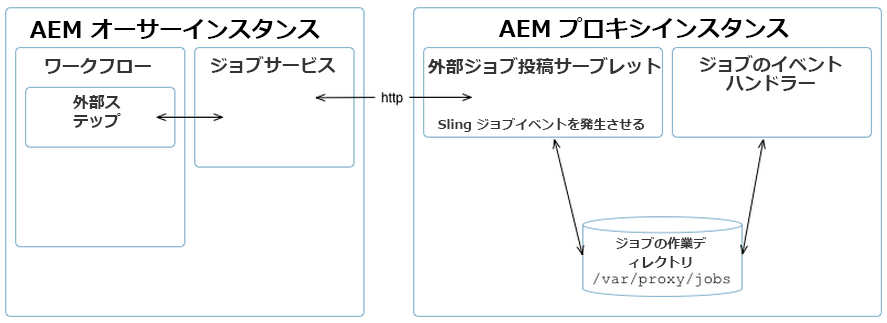 AEM オーサーインスタンス
ワークフロー
外部ス
テップ
ジョブサービス
http
AEM プロキシインスタンス
外部ジョブ投稿サーブレット
Sling ジョブイベントを発生させる
ジョブのイベント
ハンドラー
ジョブの作業デ
ィレクトリ
/var/proxy/jobs